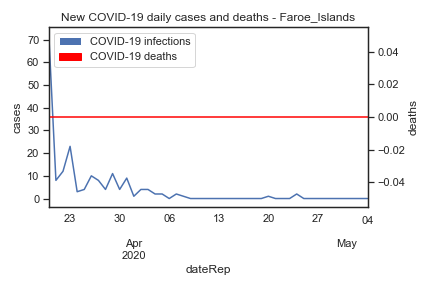 New COVID-19 daily cases and deaths - Faroe_Islands
COVID-19 infections
COVID-19 deaths
70
60
50
40
30
20
10
0
cases
0.04
0.02
0.00
−0.02
−0.04
deaths
23
30
06
13
20
27
04
Apr
2020
May
dateRep